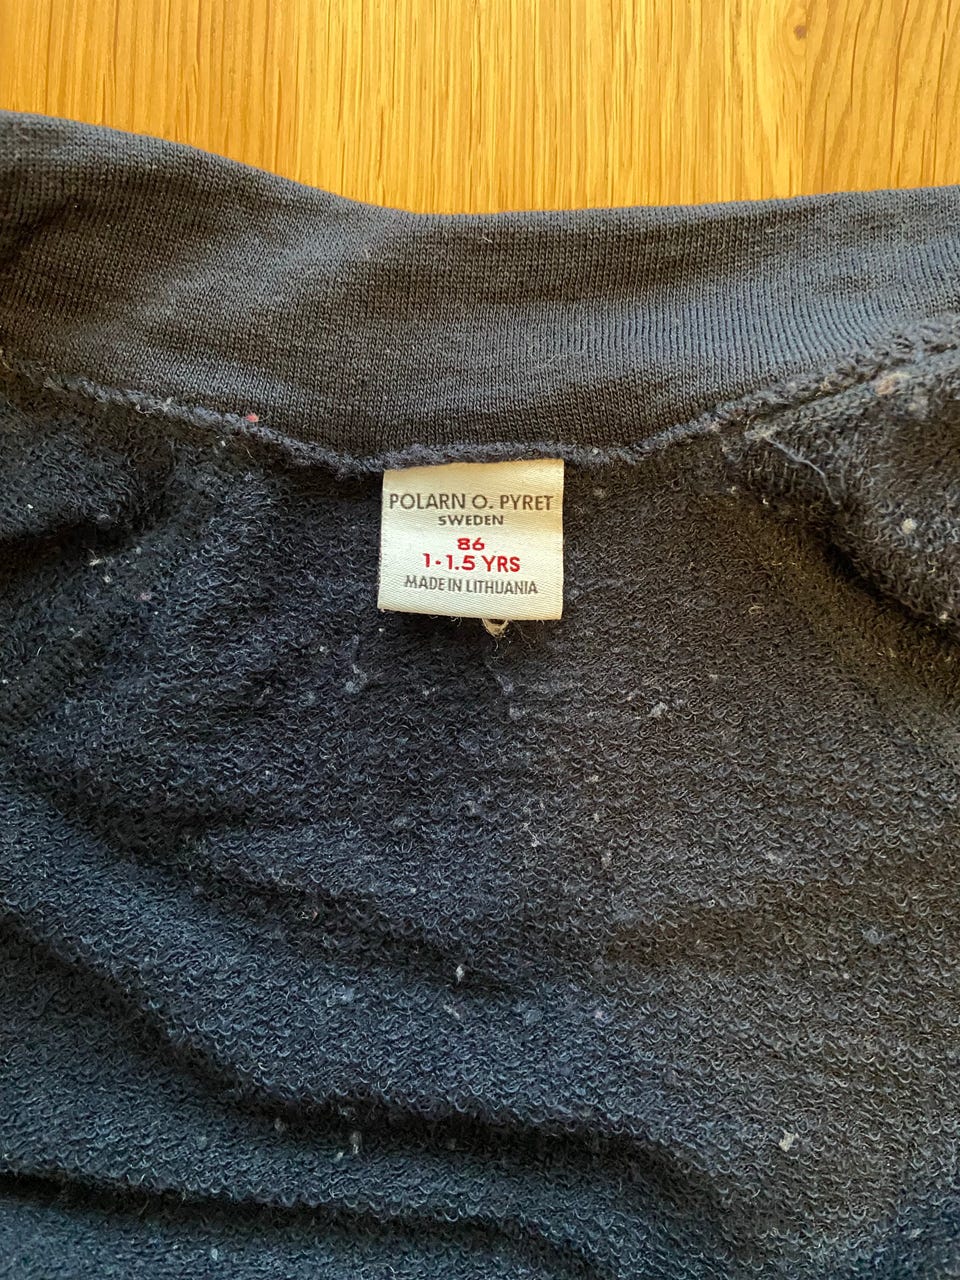 POLARN O. PYRET
SWEDEN
86
1-1.5 YRS
MADE IN LITHUANIA